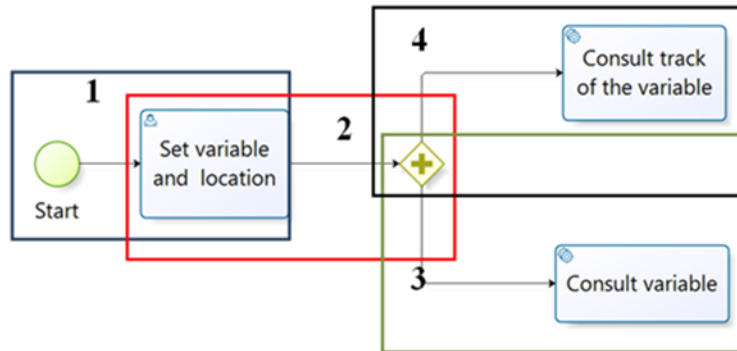 4
Consult track
of the variable
1
2
Set variable
and location
Start
3
Consult variable